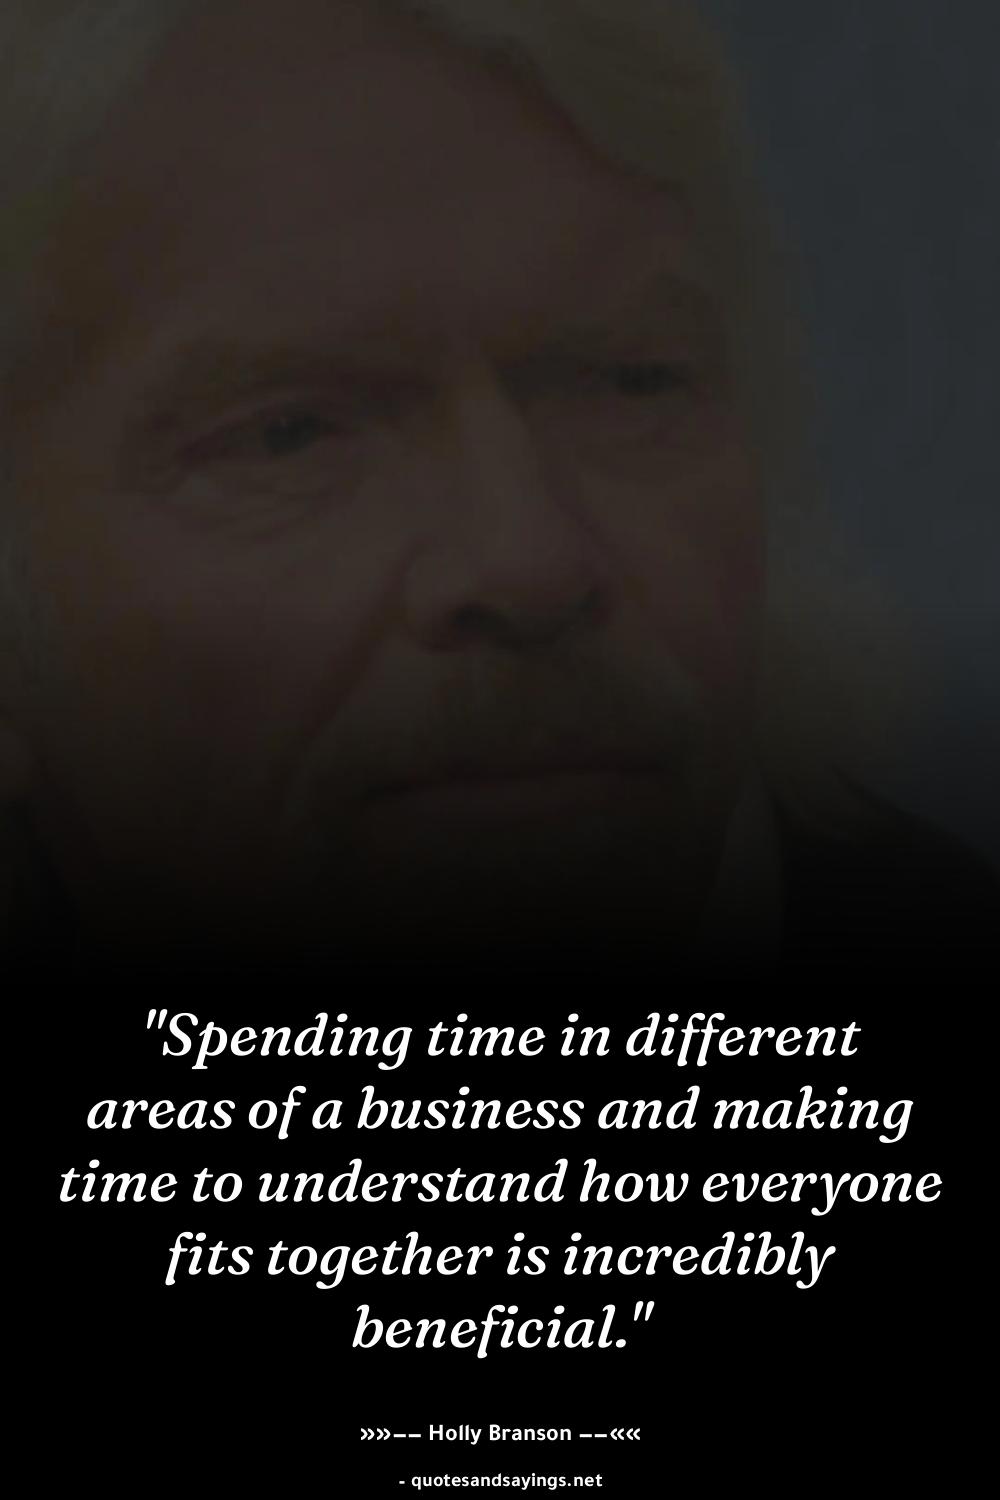 "Spending time in different
areas of a business and making
time to understand how everyone
fits together is incredibly
beneficial."
»»-- Holly Branson --««
- quotesandsayings.net